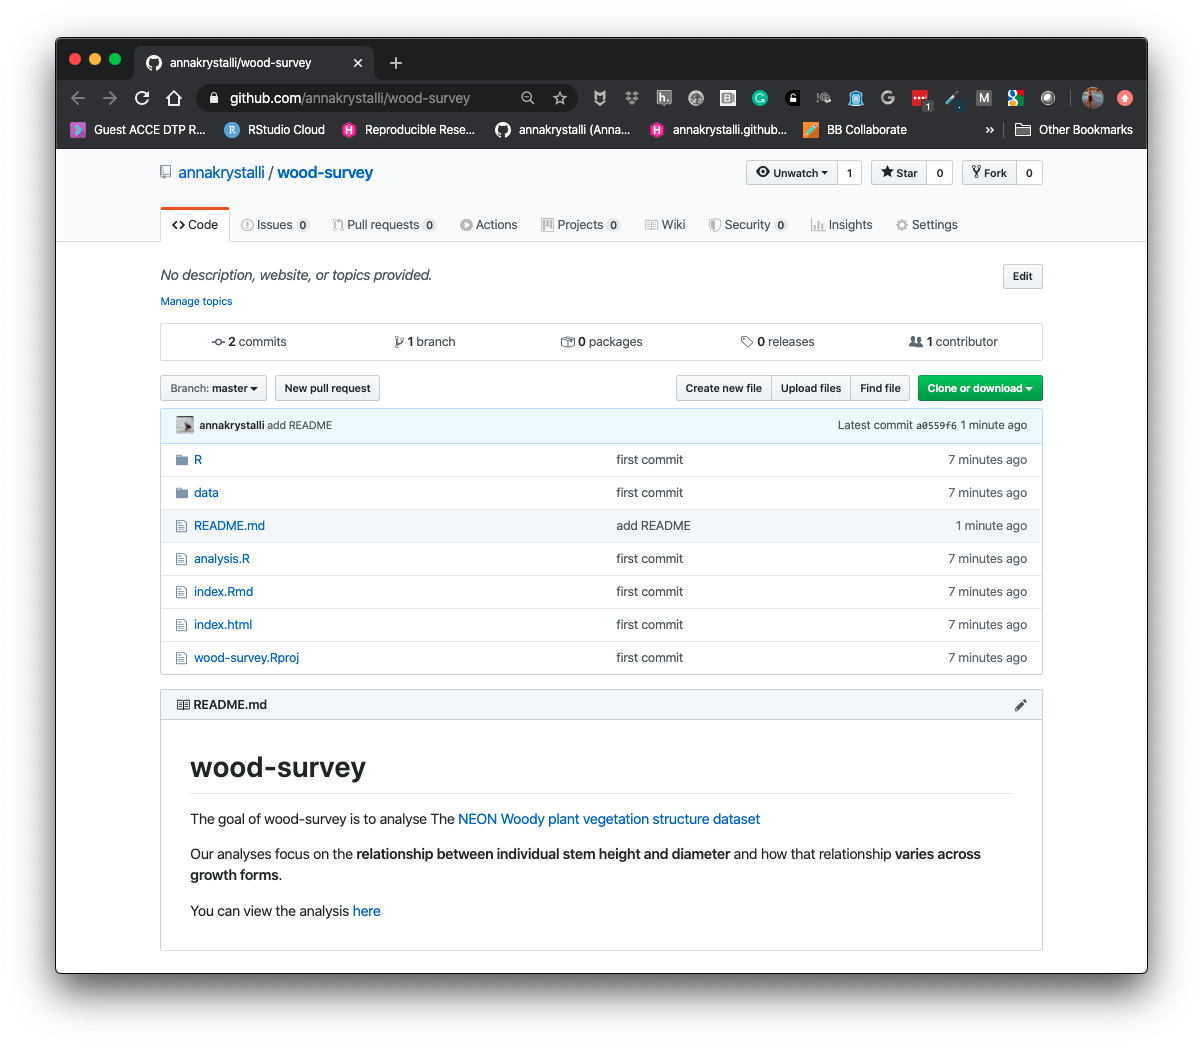 annakrystalli/wood-survey
github.com/annakrystalli/wood-survey
Guest ACCE DTP R... RStudio Cloud Reproducible Rese... annakrystalli (Anna... annakrystalli.github... BB Collaborate » Other Bookmarks
annakrystalli / wood-survey Unwatch 1 Star 0 Fork 0
Code Issues 0 Pull requests 0 Actions Projects 0 Wiki Security 0 Insights Settings
No description, website, or topics provided. Edit
Manage topics
2 commits 1 branch 0 packages 0 releases 1 contributor
Branch: master New pull request Create new file Upload files Find file Clone or download
annakrystalli add README Latest commit a0559f6 1 minute ago
R first commit 7 minutes ago
data first commit 7 minutes ago
README.md add README 1 minute ago
analysis.R first commit 7 minutes ago
index.Rmd first commit 7 minutes ago
index.html first commit 7 minutes ago
wood-survey.Rproj first commit 7 minutes ago
README.md
wood-survey
The goal of wood-survey is to analyse The NEON Woody plant vegetation structure dataset
Our analyses focus on the relationship between individual stem height and diameter and how that relationship varies across
growth forms.
You can view the analysis here